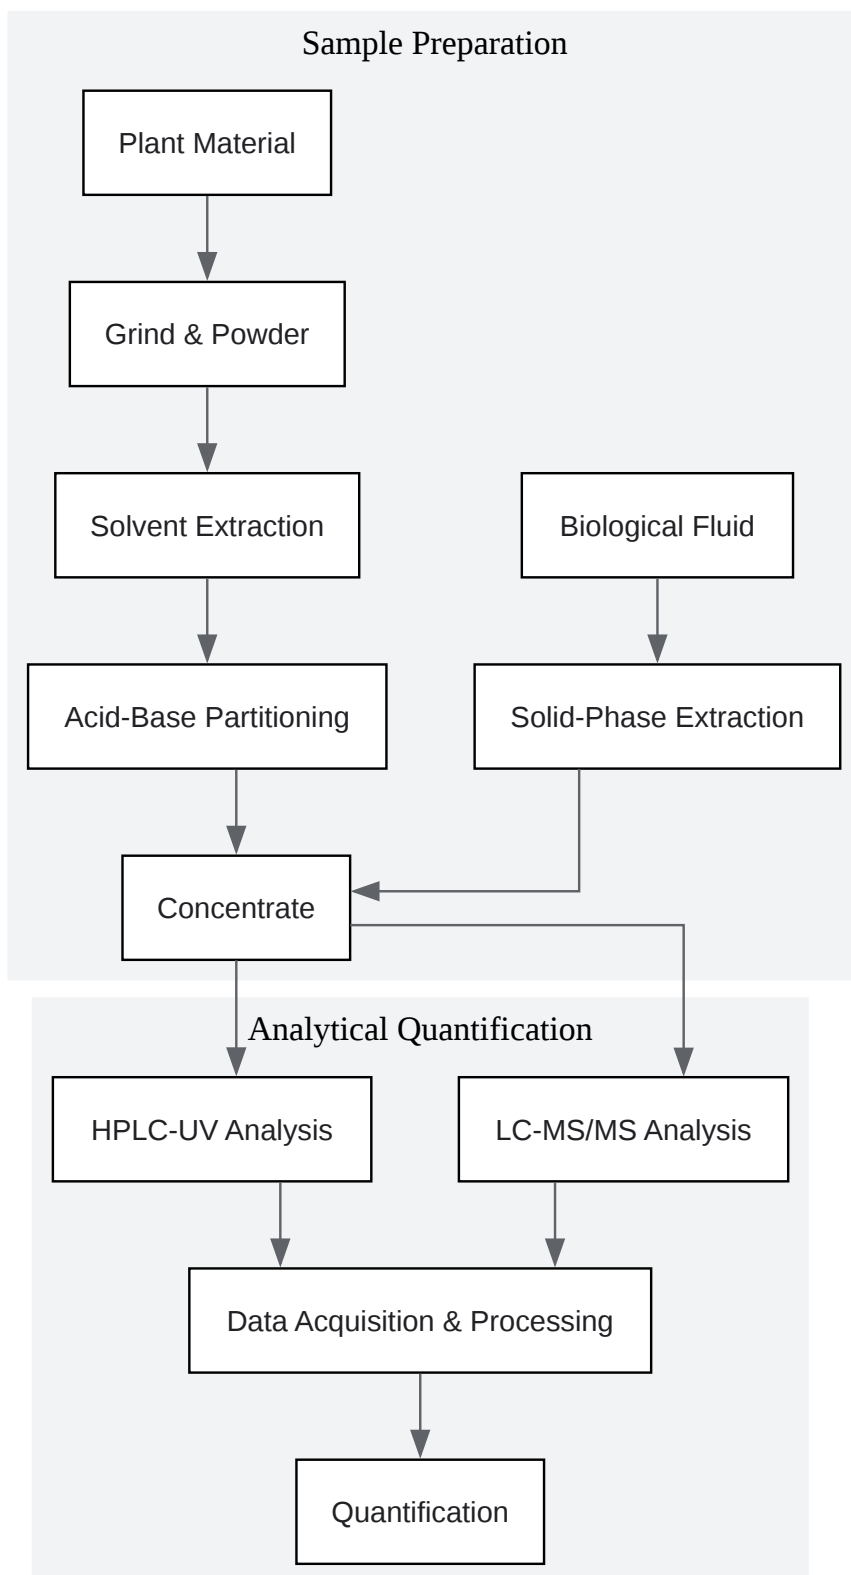 Sample Preparation
Plant Material
Grind & Powder
Solvent Extraction
Biological Fluid
Acid-Base Partitioning
Solid-Phase Extraction
Concentrate
Analytical Quantification
HPLC-UV Analysis
LC-MS/MS Analysis
Data Acquisition & Processing
Quantification